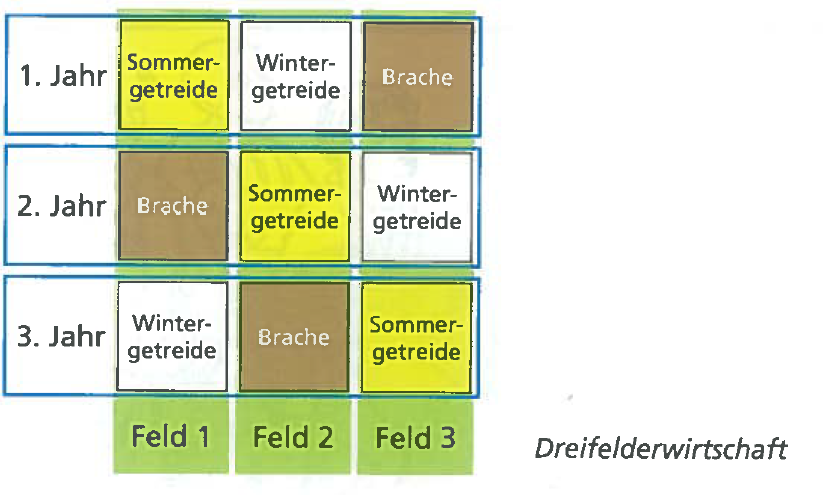 1. Jahr
Sommer-
getreide
Winter-
getreide
Brache
2. Jahr
Brache
Sommer-
getreide
Winter-
getreide
3. Jahr
Winter-
getreide
Brache
Sommer-
getreide
Feld 1
Feld 2
Feld 3
Dreifelderwirtschaft